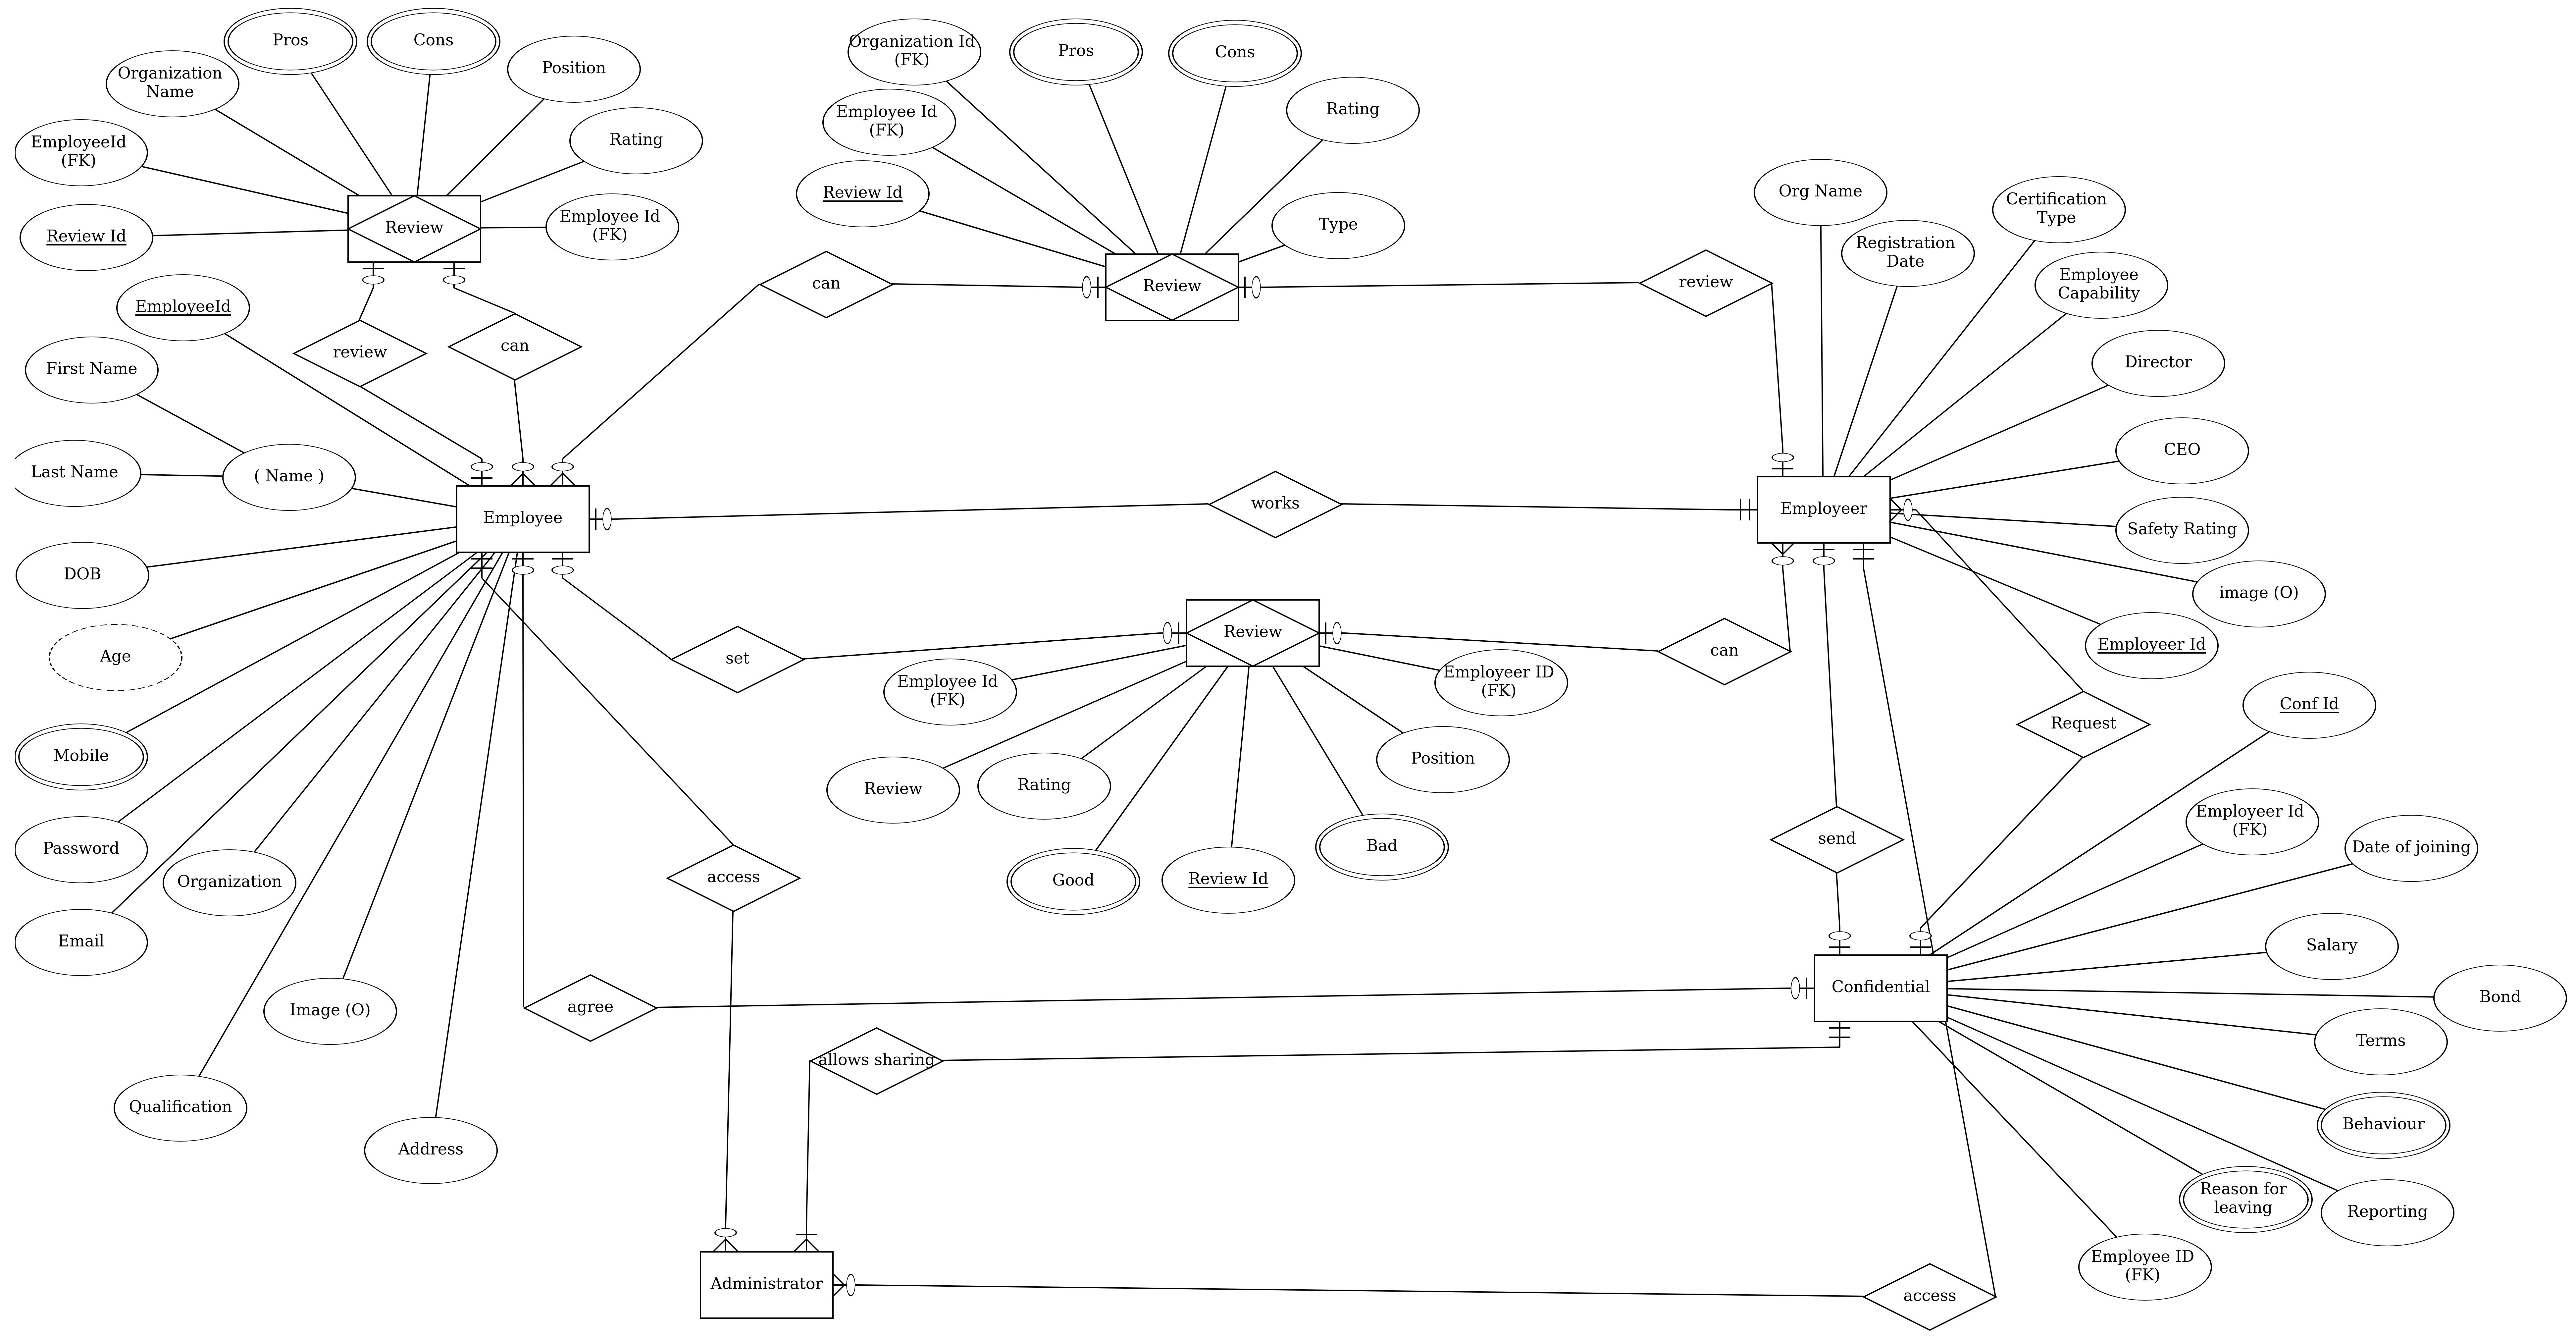 Pros
Cons
Organization Id
(FK)
Pros
Cons
Organization
Name
Position
Employee Id
(FK)
Rating
EmployeeId
(FK)
Rating
Review Id
Org Name
Certification
Type
Review Id
Review
Employee Id
(FK)
Type
Registration
Date
Employee
Capability
EmployeeId
can
Review
review
First Name
review
can
Director
Last Name
( Name )
CEO
Employee
works
Employeer
Safety Rating
DOB
image (O)
Age
set
Review
can
Employeer Id
Employee Id
(FK)
Employeer ID
(FK)
Request
Conf Id
Mobile
Review
Rating
Position
Password
Organization
access
Good
Review Id
Bad
send
Employeer Id
(FK)
Date of joining
Email
Salary
Image (O)
agree
Confidential
Bond
allows sharing
Terms
Qualification
Address
Behaviour
Reason for
leaving
Reporting
Administrator
Employee ID
(FK)
access